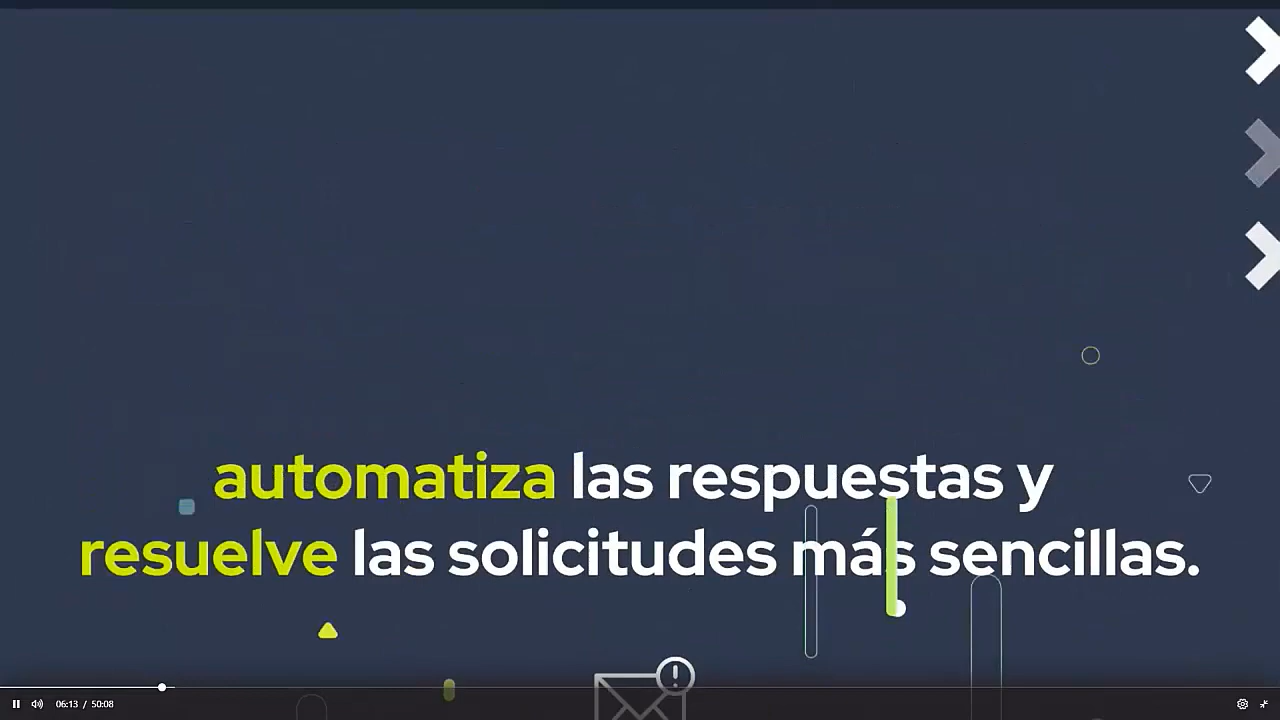 automatiza las respuestas y
resuelve las solicitudes más sencillas.
06:13 / 50:08